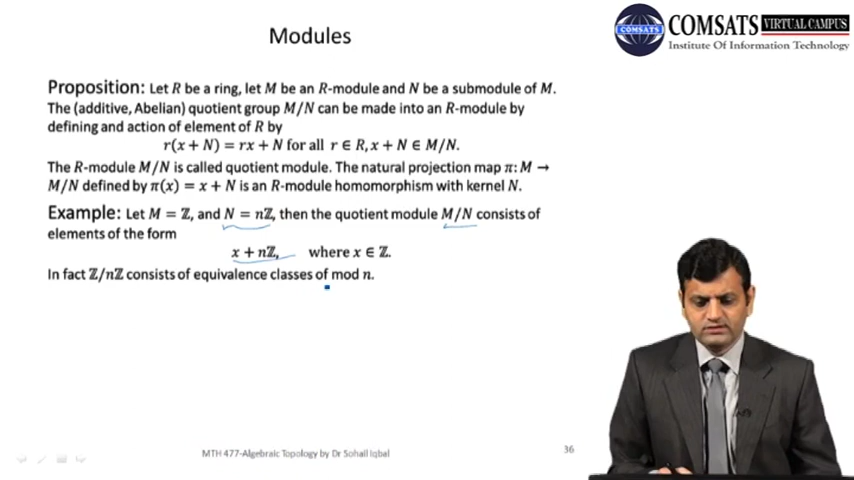 Modules
COMSATS VIRTUAL CAMPUS
Institute Of Information Technology
COMSATS
Proposition: Let R be a ring, let M be an R-module and N be a submodule of M.
The (additive, Abelian) quotient group M/N can be made into an R-module by
defining and action of element of R by
r(x + N) = rx + N for all r ∈ R, x + N ∈ M/N.
The R-module M/N is called quotient module. The natural projection map π: M →
M/N defined by π(x) = x + N is an R-module homomorphism with kernel N.
Example: Let M = ℤ, and N = nℤ, then the quotient module M/N consists of
elements of the form
x + nℤ, where x ∈ ℤ.
In fact ℤ/nℤ consists of equivalence classes of mod n.
MTH 477-Algebraic Topology by Dr Sohail Iqbal
36